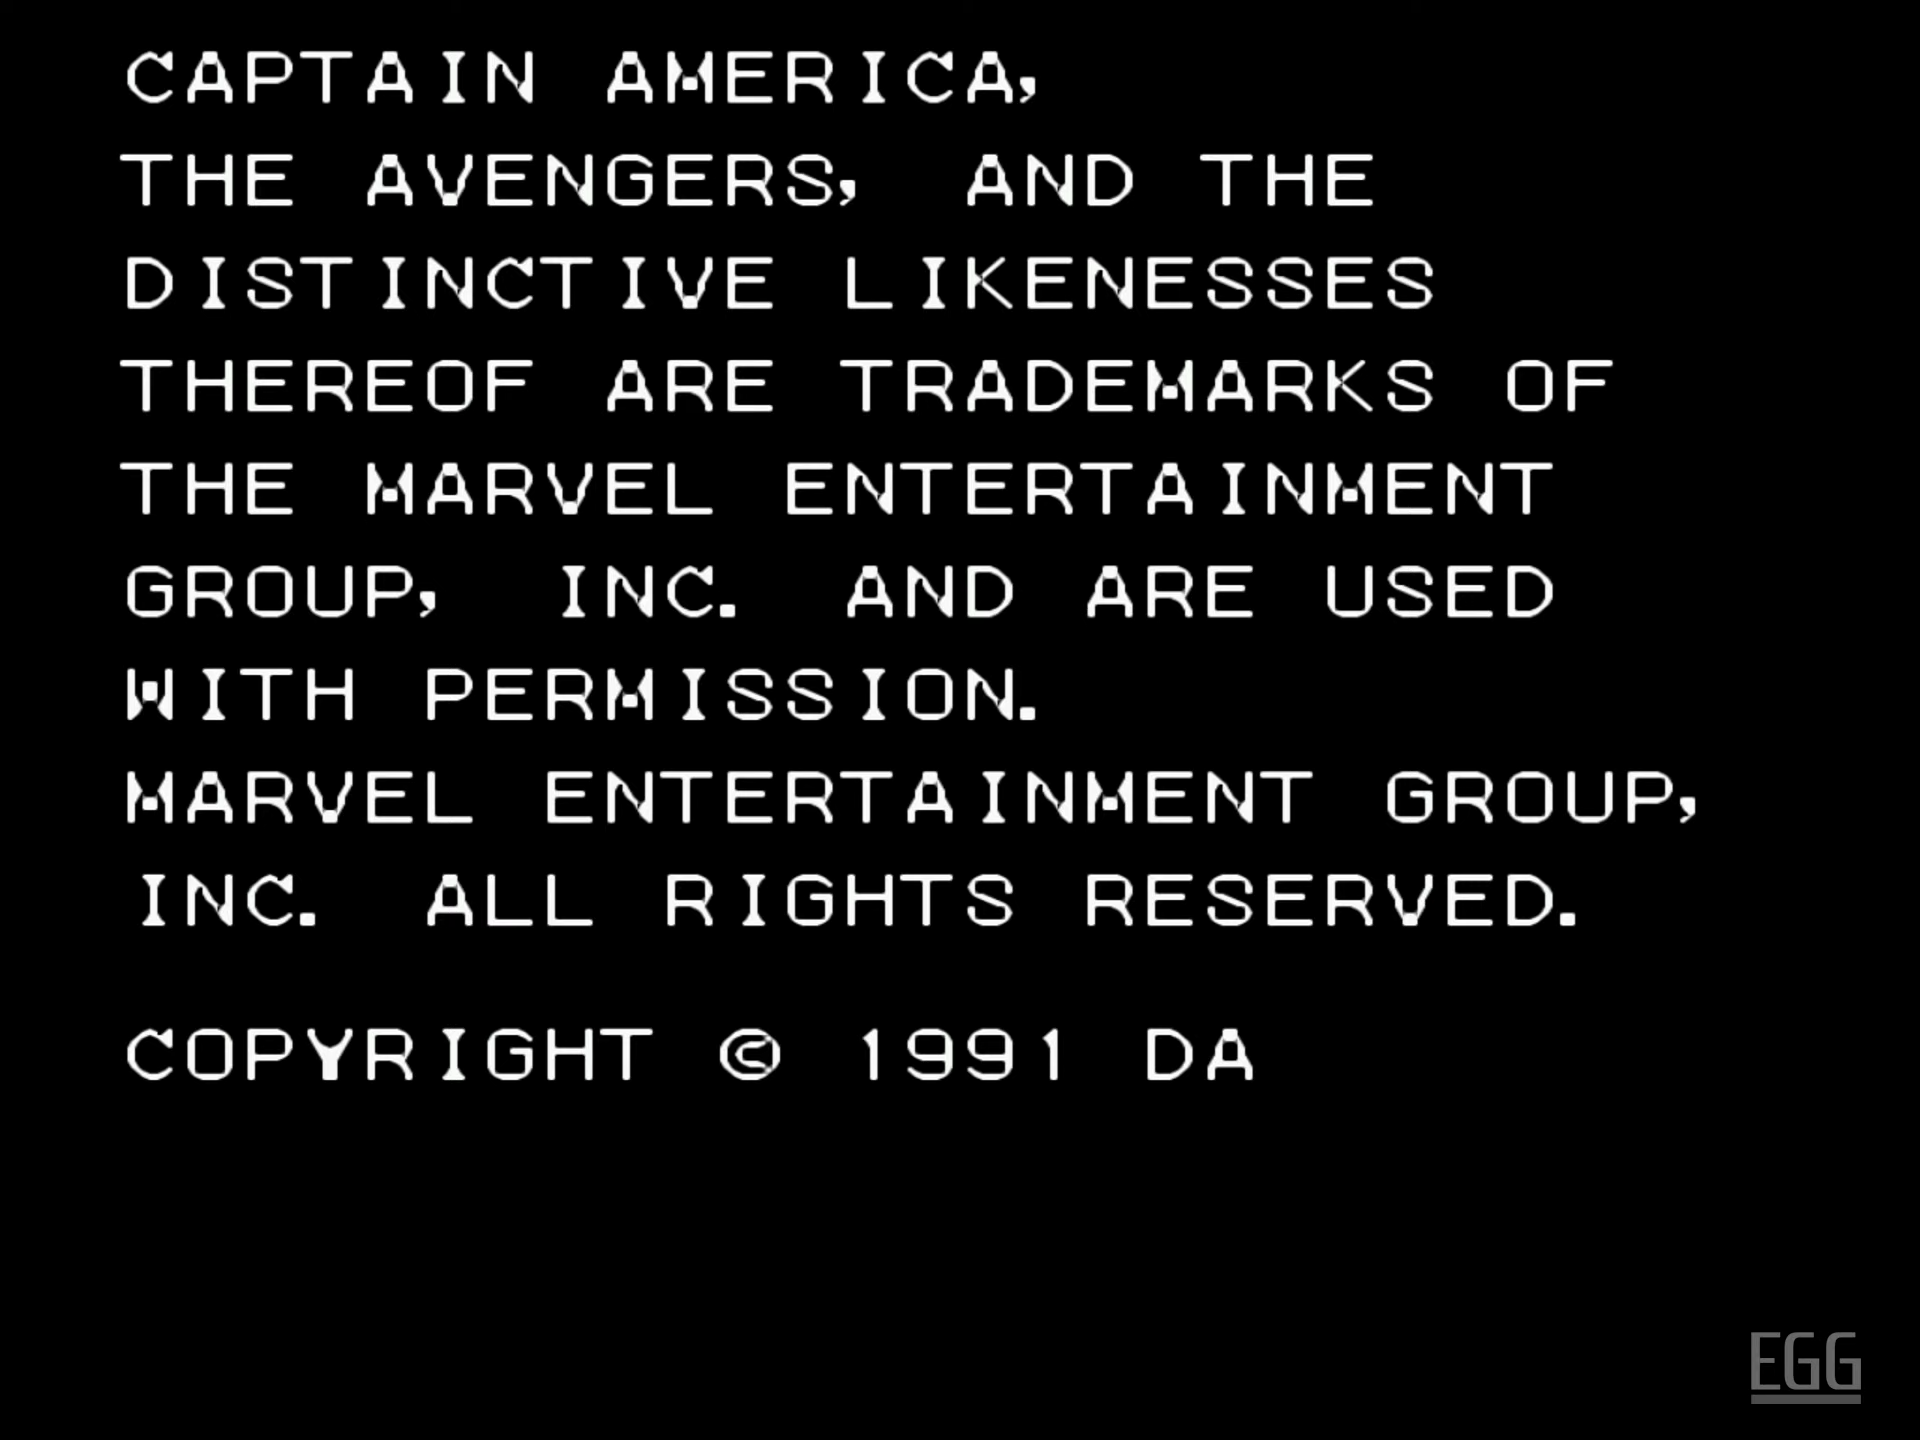 CAPTAIN AMERICA,
THE AVENGERS, AND THE
DISTINCTIVE LIKENESSES
THEREOF ARE TRADEMARKS OF
THE MARVEL ENTERTAINMENT
GROUP, INC. AND ARE USED
WITH PERMISSION.
MARVEL ENTERTAINMENT GROUP,
INC. ALL RIGHTS RESERVED.
COPYRIGHT © 1991 DA
EGG